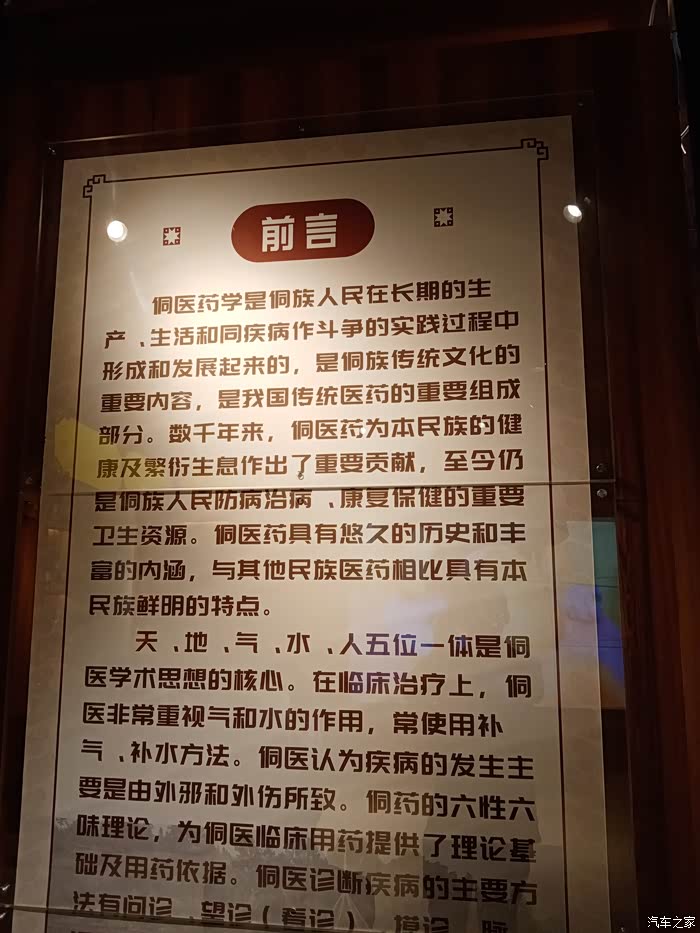 前言
侗医药学是侗族人民在长期的生
产、生活和同疾病作斗争的实践过程中
形成和发展起来的，是侗族传统文化的
重要内容，是我国传统医药的重要组成
部分。数千年来，侗医药为本民族的健
康及繁衍生息作出了重要贡献，至今仍
是侗族人民防病治病、康复保健的重要
卫生资源。侗医药具有悠久的历史和丰
富的内涵，与其他民族医药相比具有本
民族鲜明的特点。
天、地、气、水、人五位一体是侗
医学术思想的核心。在临床治疗上，侗
医非常重视气和水的作用，常使用补
气、补水方法。侗医认为疾病的发生主
要是由外邪和外伤所致。侗药的六性六
味理论，为侗医临床用药提供了理论基
础及用药依据。侗医诊断疾病的主要方
法有问诊、望诊（看诊）、摸诊、脉
汽车之家